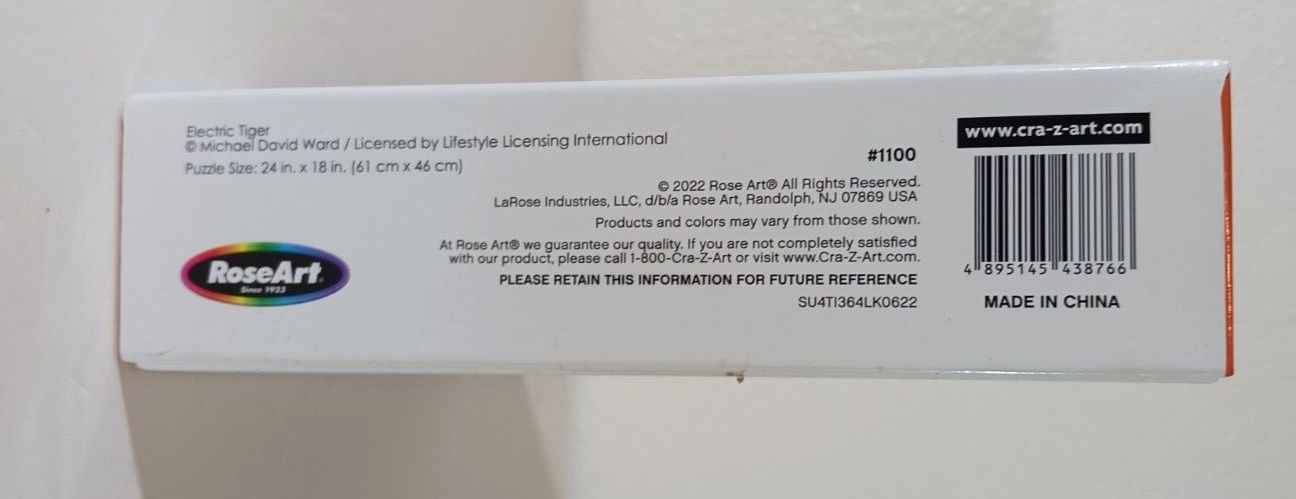 Electric Tiger
© Michael David Ward / Licensed by Lifestyle Licensing International
Puzzle Size: 24 in. x 18 in. (61 cm x 46 cm)
RoseArt®
Since 1923
#1100
© 2022 Rose Art® All Rights Reserved.
LaRose Industries, LLC, d/b/a Rose Art, Randolph, NJ 07869 USA
Products and colors may vary from those shown.
At Rose Art® we guarantee our quality. If you are not completely satisfied
with our product, please call 1-800-Cra-Z-Art or visit www.Cra-Z-Art.com.
PLEASE RETAIN THIS INFORMATION FOR FUTURE REFERENCE
SU4TI364LK0622
www.cra-z-art.com
4 895145 438766
MADE IN CHINA